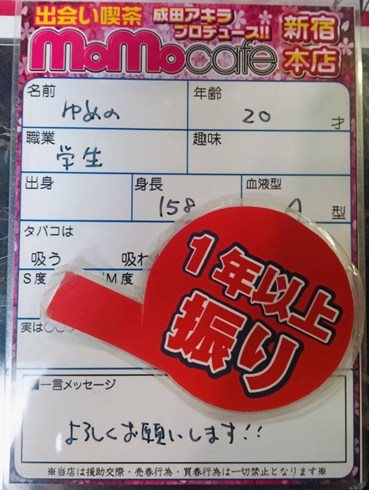 出会い喫茶 成田アキラ プロデュース!!
MoMo cafe 新宿本店
名前 年齢
ゆめの 20 才
職業 趣味
学生
出身 身長 血液型
158 型
タバコは
吸う 吸わ
S度 M度
1年以上
振り
実は○○
■一言メッセージ
よろしくお願いします!!
※当店は援助交際・売春行為・買春行為は一切禁止となります※